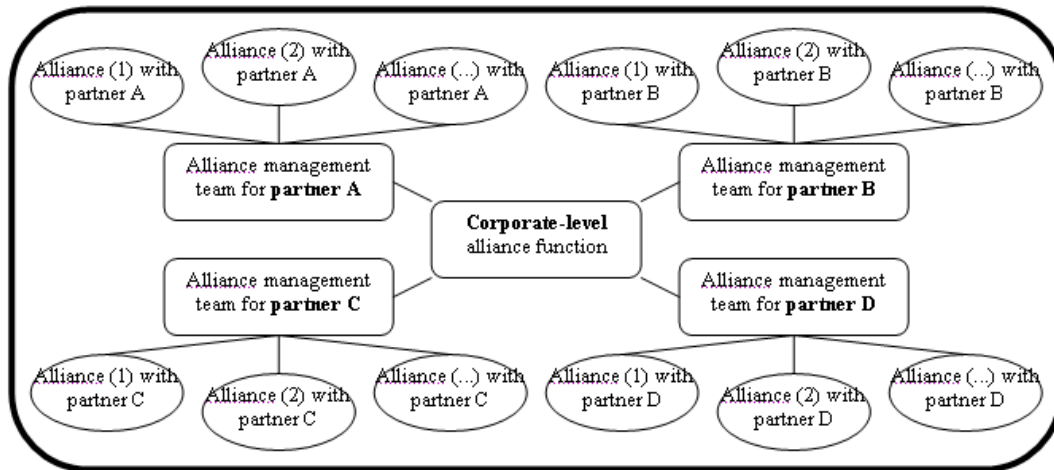 Alliance (1) with
partner A
Alliance (2) with
partner A
Alliance (...) with
partner A
Alliance (1) with
partner B
Alliance (2) with
partner B
Alliance (...) with
partner B
Alliance management
team for partner A
Alliance management
team for partner B
Corporate-level
alliance function
Alliance management
team for partner C
Alliance management
team for partner D
Alliance (1) with
partner C
Alliance (2) with
partner C
Alliance (...) with
partner C
Alliance (1) with
partner D
Alliance (2) with
partner D
Alliance (...) with
partner D